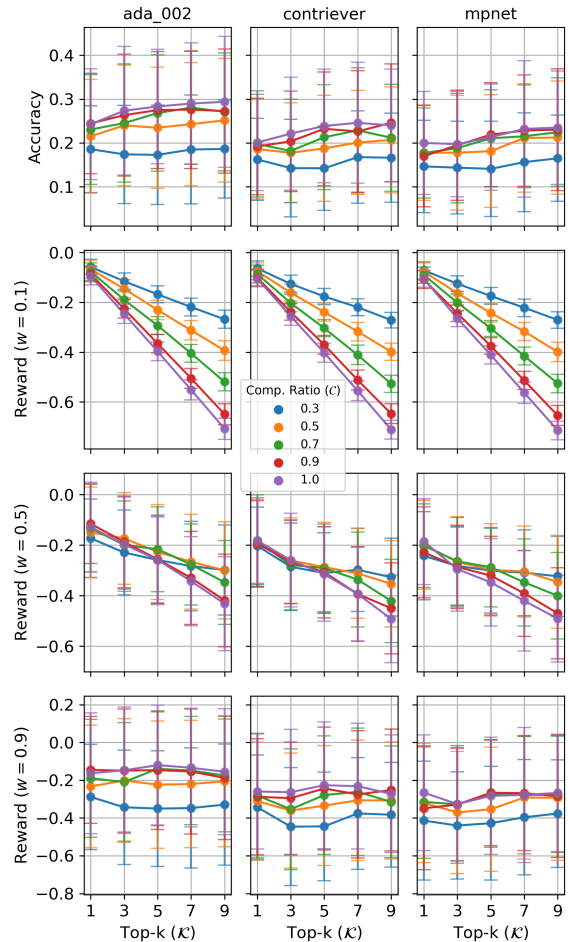 ada_002 contriever mpnet
Accuracy
0.4
0.3
0.2
0.1
Reward (w = 0.1)
0.0
−0.2
−0.4
−0.6
Comp. Ratio (𝒞)
0.3
0.5
0.7
0.9
1.0
Reward (w = 0.5)
0.0
−0.2
−0.4
−0.6
Reward (w = 0.9)
0.2
0.0
−0.2
−0.4
−0.6
−0.8
1 3 5 7 9 1 3 5 7 9 1 3 5 7 9
Top-k (𝒦) Top-k (𝒦) Top-k (𝒦)